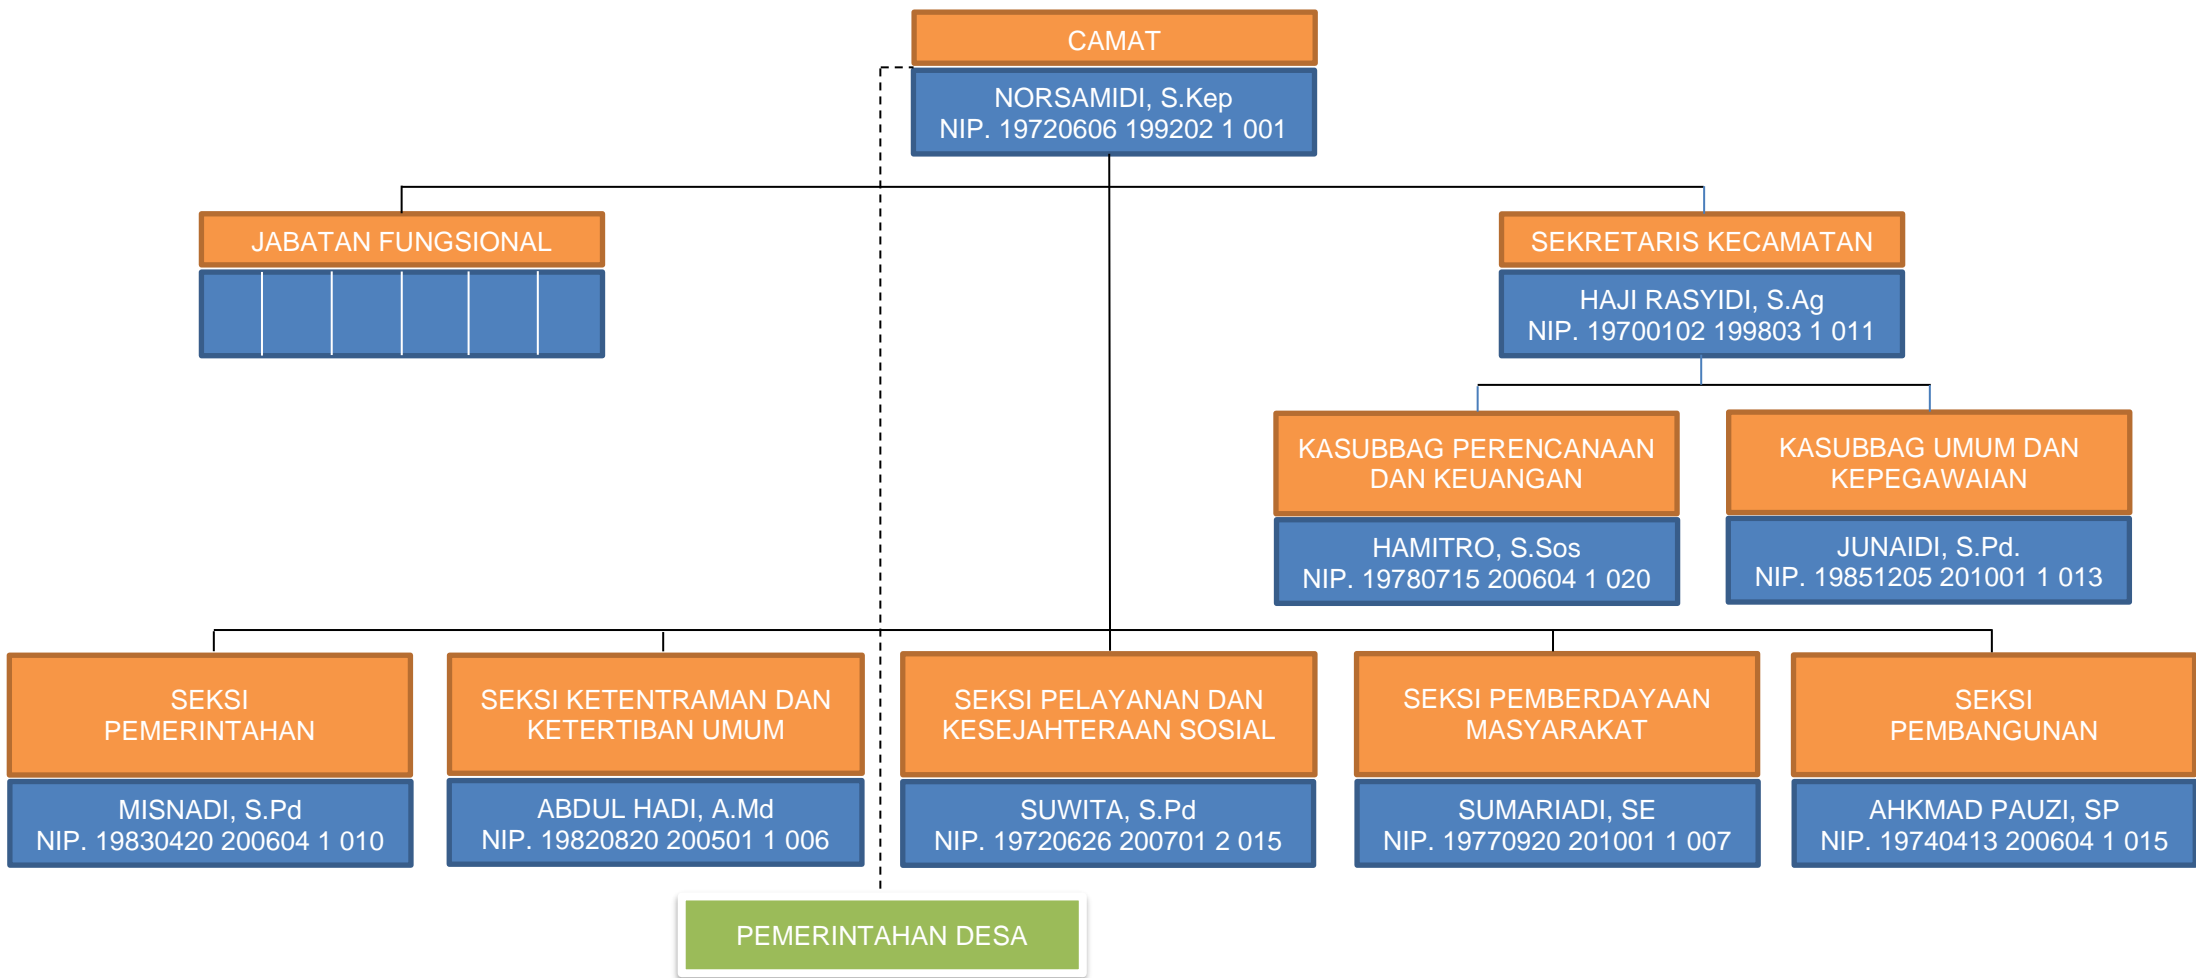 CAMAT
NORSAMIDI, S.Kep
NIP. 19720606 199202 1 001
JABATAN FUNGSIONAL
SEKRETARIS KECAMATAN
HAJI RASYIDI, S.Ag
NIP. 19700102 199803 1 011
KASUBBAG PERENCANAAN
DAN KEUANGAN
HAMITRO, S.Sos
NIP. 19780715 200604 1 020
KASUBBAG UMUM DAN
KEPEGAWAIAN
JUNAIDI, S.Pd.
NIP. 19851205 201001 1 013
SEKSI
PEMERINTAHAN
MISNADI, S.Pd
NIP. 19830420 200604 1 010
SEKSI KETENTRAMAN DAN
KETERTIBAN UMUM
ABDUL HADI, A.Md
NIP. 19820820 200501 1 006
SEKSI PELAYANAN DAN
KESEJAHTERAAN SOSIAL
SUWITA, S.Pd
NIP. 19720626 200701 2 015
SEKSI PEMBERDAYAAN
MASYARAKAT
SUMARIADI, SE
NIP. 19770920 201001 1 007
SEKSI
PEMBANGUNAN
AHKMAD PAUZI, SP
NIP. 19740413 200604 1 015
PEMERINTAHAN DESA